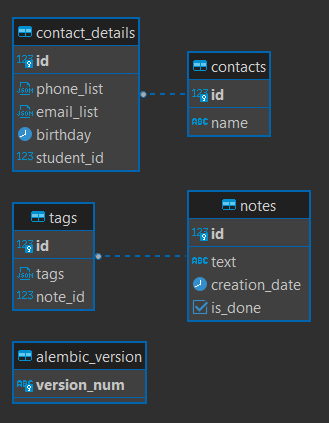 contact_details
123 id
JSON phone_list
JSON email_list
birthday
123 student_id
contacts
123 id
ABC name
tags
123 id
JSON tags
123 note_id
notes
123 id
ABC text
creation_date
is_done
alembic_version
ABC version_num